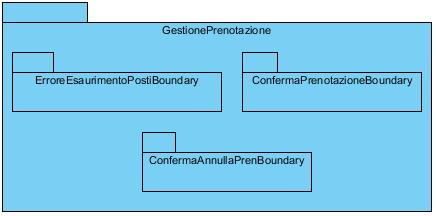 GestionePrenotazione
ErroreEsaurimentoPostiBoundary
ConfermaPrenotazioneBoundary
ConfermaAnnullaPrenBoundary